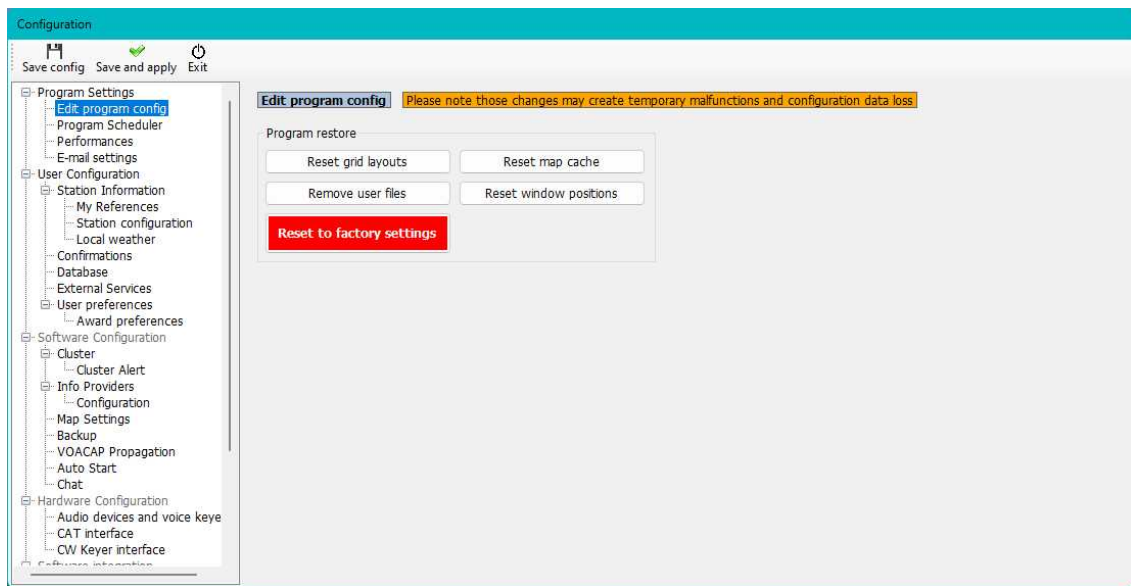 Configuration
Save config Save and apply Exit
Program Settings
Edit program config
Program Scheduler
Performances
E-mail settings
User Configuration
Station Information
My References
Station configuration
Local weather
Confirmations
Database
External Services
User preferences
Award preferences
Software Configuration
Cluster
Cluster Alert
Info Providers
Configuration
Map Settings
Backup
VOACAP Propagation
Auto Start
Chat
Hardware Configuration
Audio devices and voice keye
CAT interface
CW Keyer interface
Software integration
Edit program config Please note those changes may create temporary malfunctions and configuration data loss
Program restore
Reset grid layouts Reset map cache
Remove user files Reset window positions
Reset to factory settings